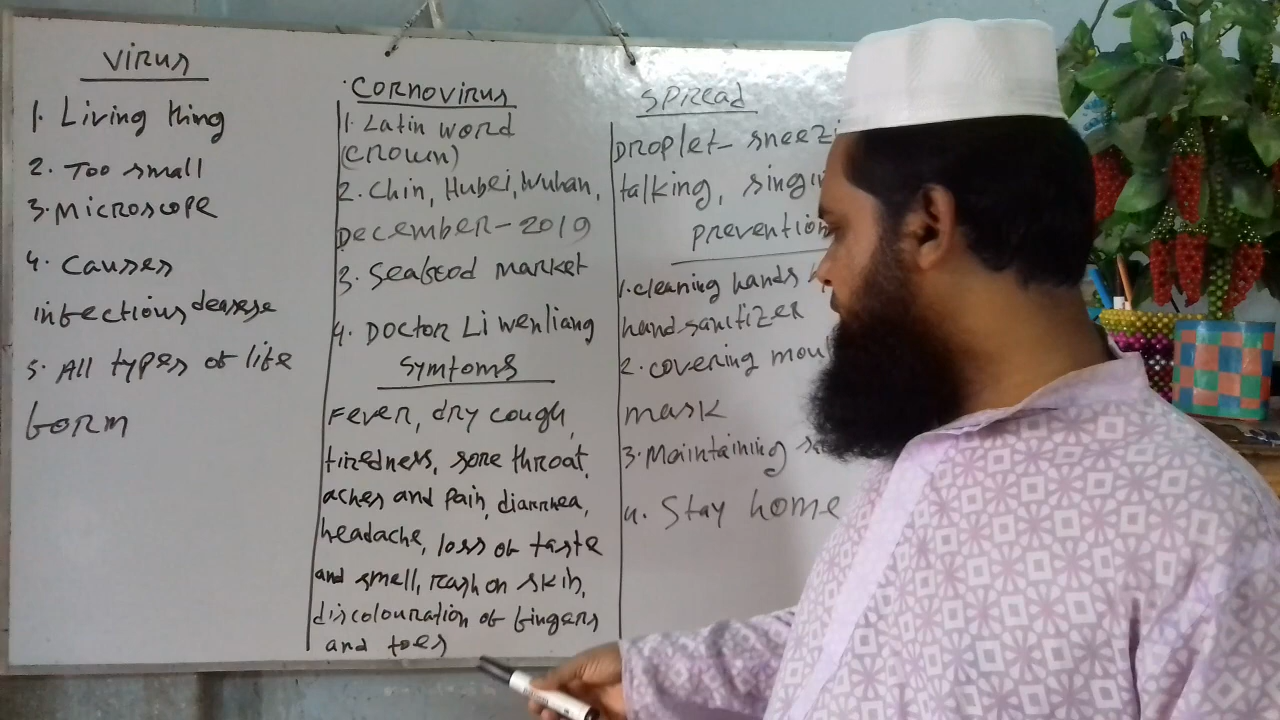 Virus
1. Living thing
2. Too small
3. Microscope
4. Causes
infectious dearese
5. All types of life
form
Cornovirus
1. Latin word
(crown)
2. Chin, Hubei, Wuhan,
December-2019
3. Seafood market
4. Doctor Li Wenliang
Symtoms
Fever, dry cough,
tiredness, sore throat,
aches and pain, diarrhea,
headache, loss of taste
and smell, rash on skin,
discolouration of fingers
and toes
Spread
Droplet- sneezi
talking, singin
prevention
1. cleaning hands
hand-sanitizer
2. covering mou
mask
3. Maintaining
4. Stay home